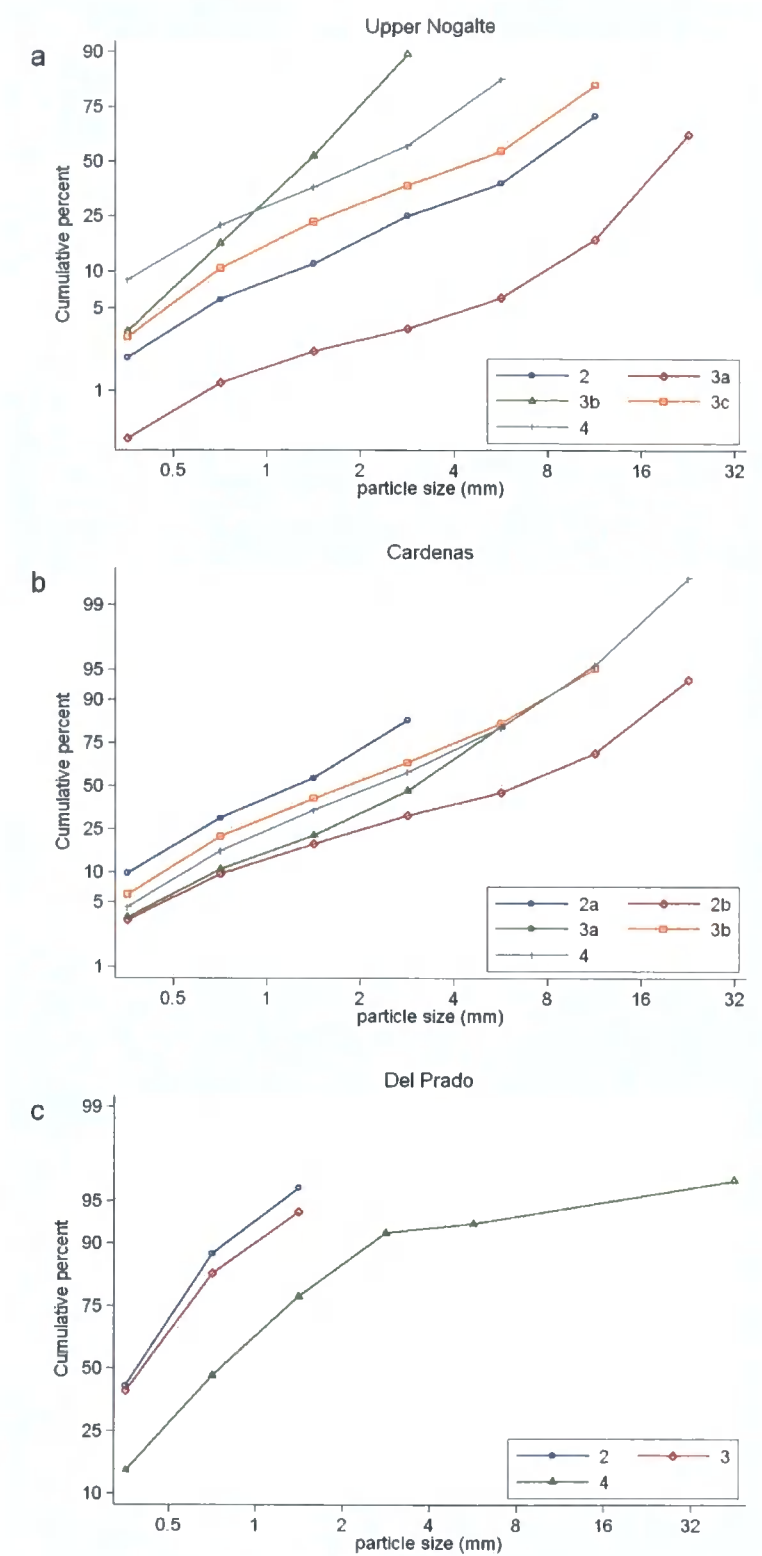 Upper Nogalte
a
90
75
50
25
10
5
1
Cumulative percent
0.5 1 2 4 8 16 32
particle size (mm)
2 3a
3b 3c
4
Cardenas
b
99
95
90
75
50
25
10
5
1
Cumulative percent
0.5 1 2 4 8 16 32
particle size (mm)
2a 2b
3a 3b
4
Del Prado
c
99
95
90
75
50
25
10
Cumulative percent
0.5 1 2 4 8 16 32
particle size (mm)
2 3
4